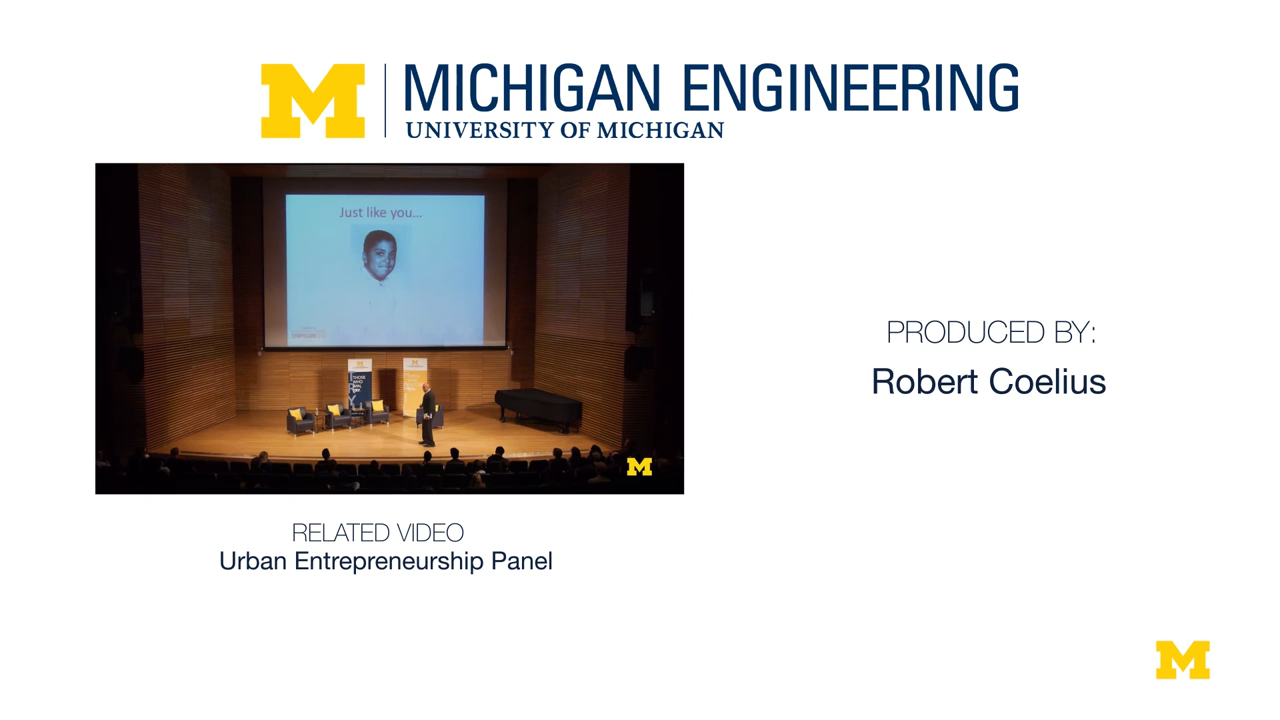 M
MICHIGAN ENGINEERING
UNIVERSITY OF MICHIGAN
Just like you...
M
RELATED VIDEO
Urban Entrepreneurship Panel
PRODUCED BY:
Robert Coelius
M